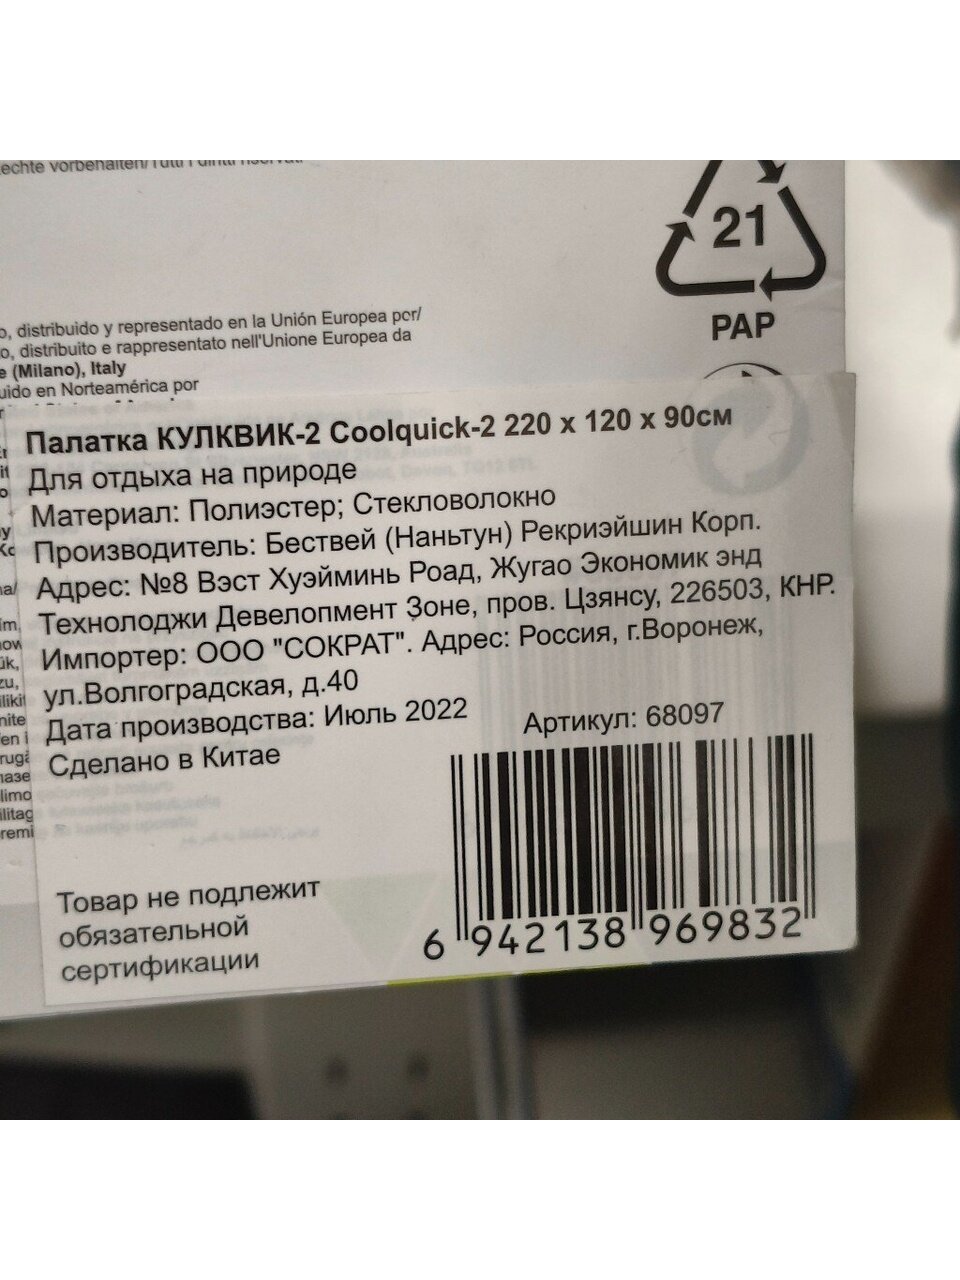 echte vorbehalten/Tutti i diritti riservati
21
PAP
o, distribuido y representado en la Unión Europea por/
o, distribuito e rappresentato nell'Unione Europea da
e (Milano), Italy
uido en Norteamérica por
Палатка КУЛКВИК-2 Coolquick-2 220 x 120 x 90см
Для отдыха на природе
Материал: Полиэстер; Стекловолокно
Производитель: Бествей (Наньтун) Рекриэйшин Корп.
Адрес: №8 Вэст Хуэйминь Роад, Жугао Экономик энд
Технолоджи Девелопмент Зоне, пров. Цзянсу, 226503, КНР.
Импортер: ООО "СОКРАТ". Адрес: Россия, г.Воронеж,
ул.Волгоградская, д.40
Дата производства: Июль 2022
Артикул: 68097
Сделано в Китае
Товар не подлежит
обязательной
сертификации
6 942138 969832